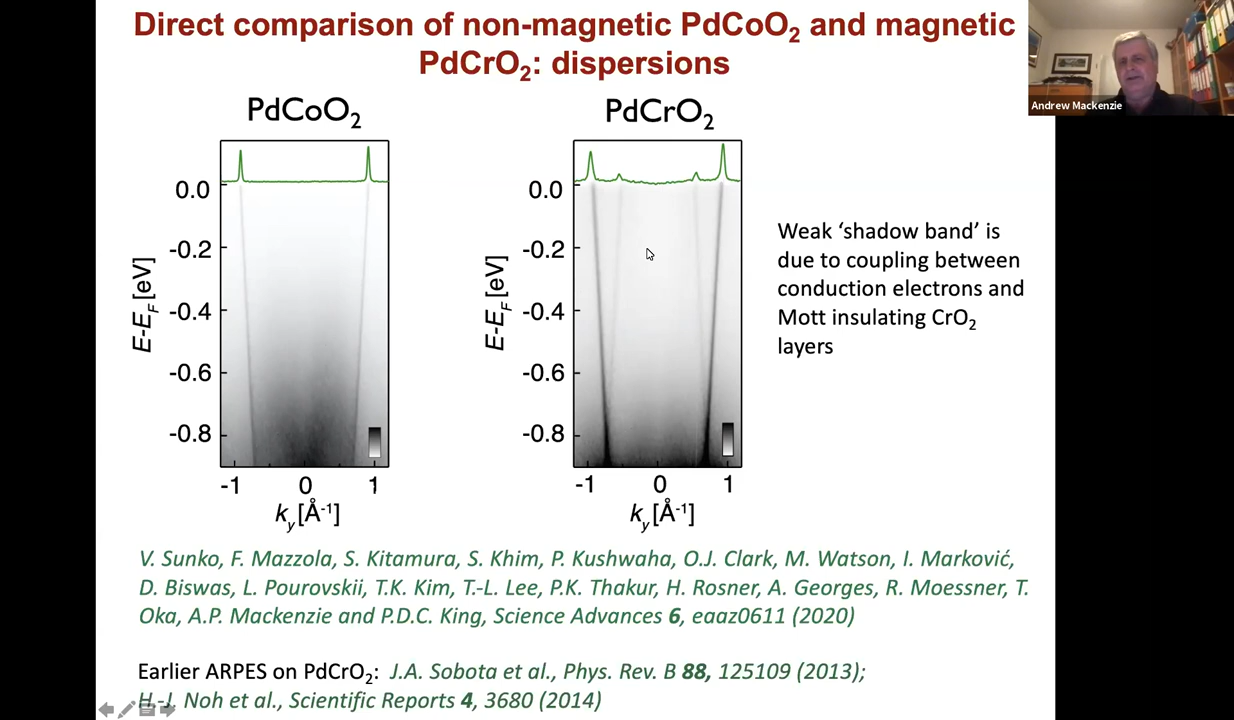 Direct comparison of non-magnetic PdCoO₂ and magnetic
PdCrO₂: dispersions
Andrew Mackenzie
PdCoO₂
0.0
-0.2
-0.4
-0.6
-0.8
E-E_F [eV]
-1 0 1
k_y [Å⁻¹]
PdCrO₂
0.0
-0.2
-0.4
-0.6
-0.8
E-E_F [eV]
-1 0 1
k_y [Å⁻¹]
Weak ‘shadow band’ is
due to coupling between
conduction electrons and
Mott insulating CrO₂
layers
V. Sunko, F. Mazzola, S. Kitamura, S. Khim, P. Kushwaha, O.J. Clark, M. Watson, I. Marković,
D. Biswas, L. Pourovskii, T.K. Kim, T.-L. Lee, P.K. Thakur, H. Rosner, A. Georges, R. Moessner, T.
Oka, A.P. Mackenzie and P.D.C. King, Science Advances 6, eaaz0611 (2020)
Earlier ARPES on PdCrO₂: J.A. Sobota et al., Phys. Rev. B 88, 125109 (2013);
H.-J. Noh et al., Scientific Reports 4, 3680 (2014)